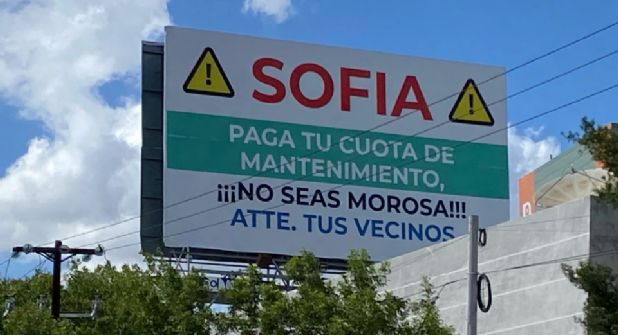 SOFIA
PAGA TU CUOTA DE
MANTENIMIENTO,
¡¡¡NO SEAS MOROSA!!!
ATTE. TUS VECINOS